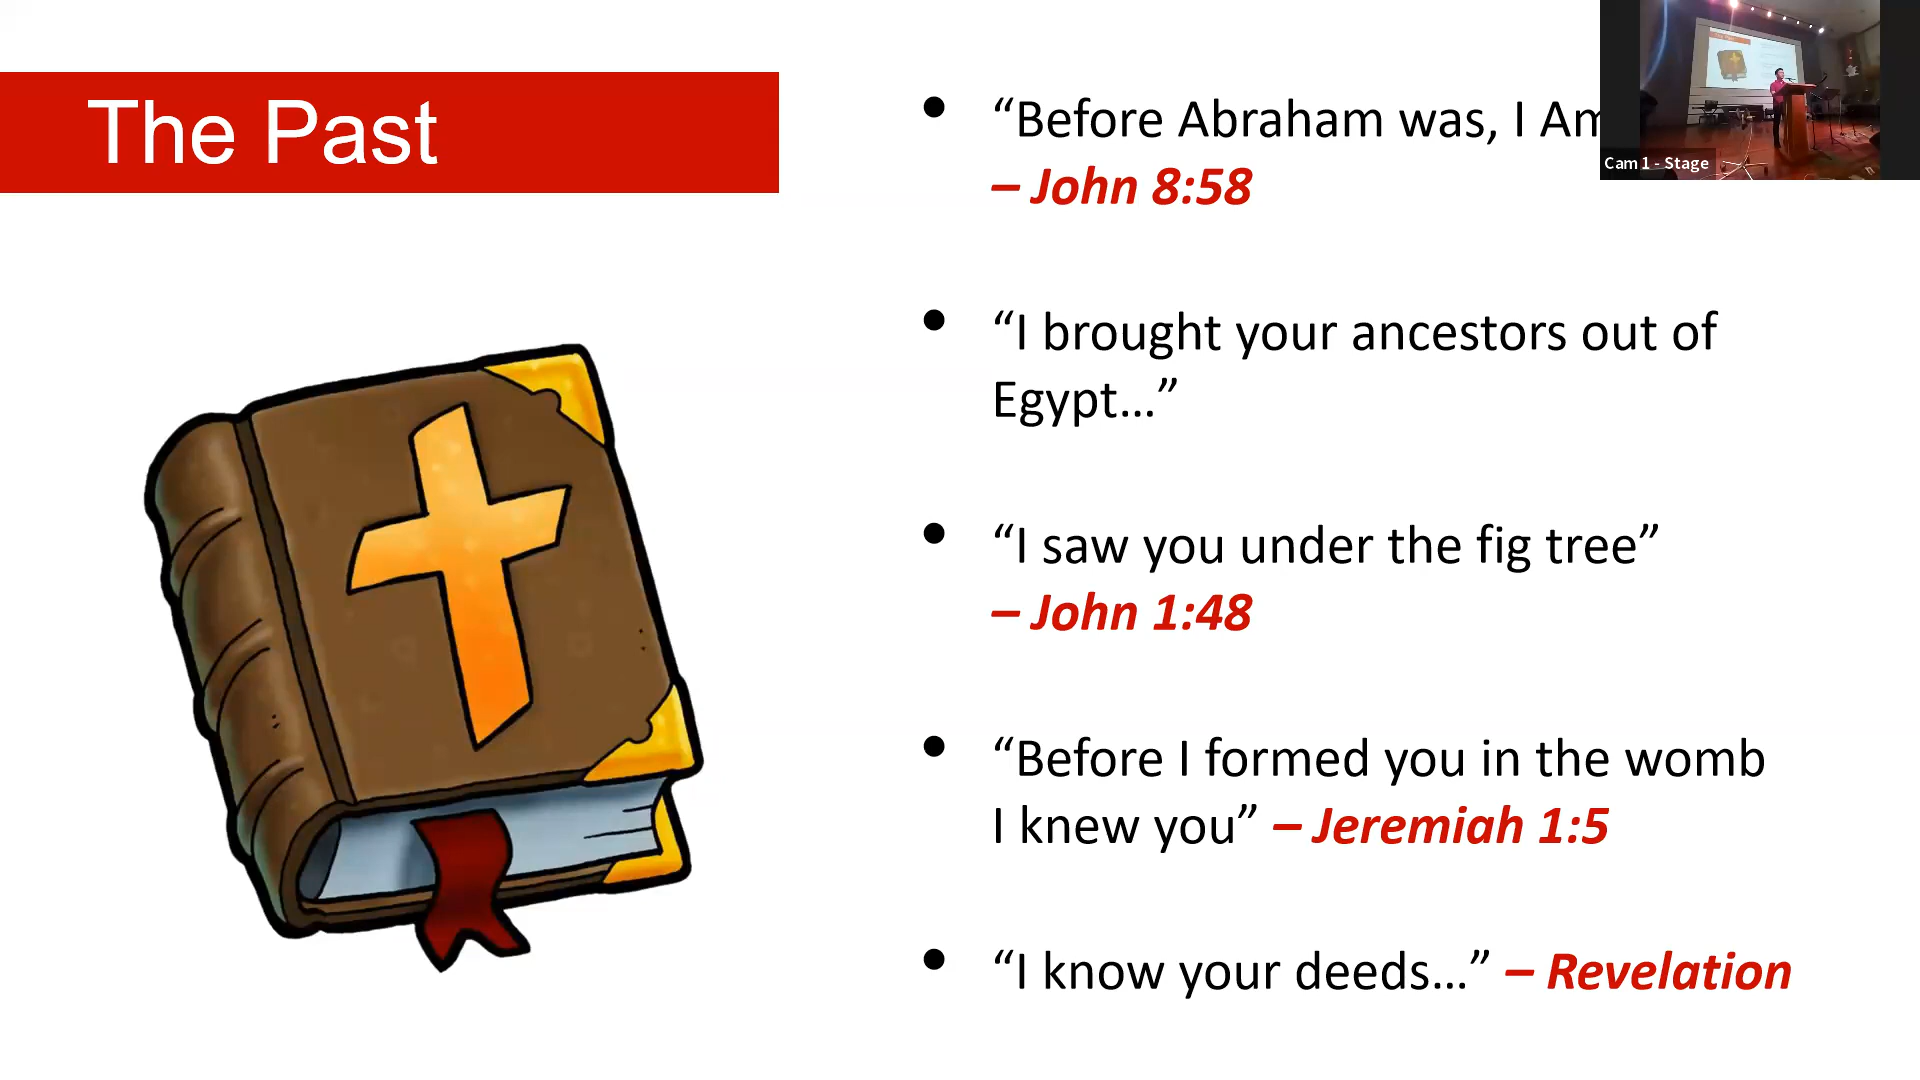 The Past
• “Before Abraham was, I Am
– John 8:58
• “I brought your ancestors out of
Egypt…”
• “I saw you under the fig tree”
– John 1:48
• “Before I formed you in the womb
I knew you” – Jeremiah 1:5
• “I know your deeds…” – Revelation
Cam 1 - Stage